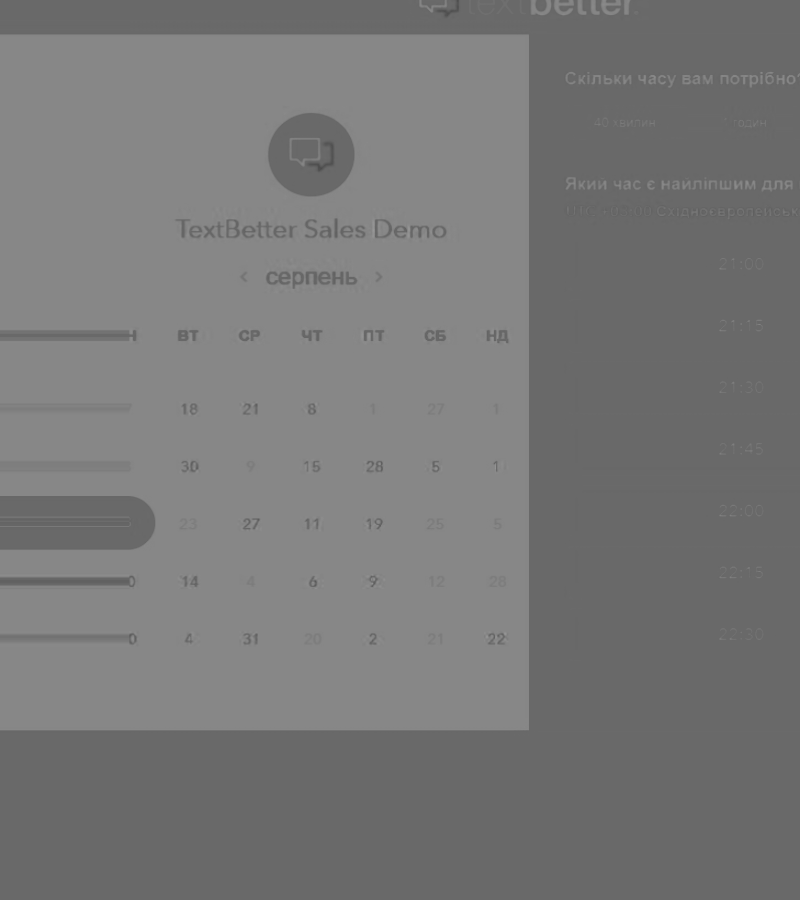 textbetter.
TextBetter Sales Demo
серпень
ВТ СР ЧТ ПТ СБ НД
18 21 8 1 27 1
30 9 15 28 5 1
23 27 11 19 25 5
0 14 4 6 9 12 28
0 4 31 20 2 21 22
Скільки часу вам потрібно?
40 хвилин годин
Який час є наиліпшим для
Східноєвропейськ
21:00
21:15
21:30
21:45
22:00
22:15
22:30